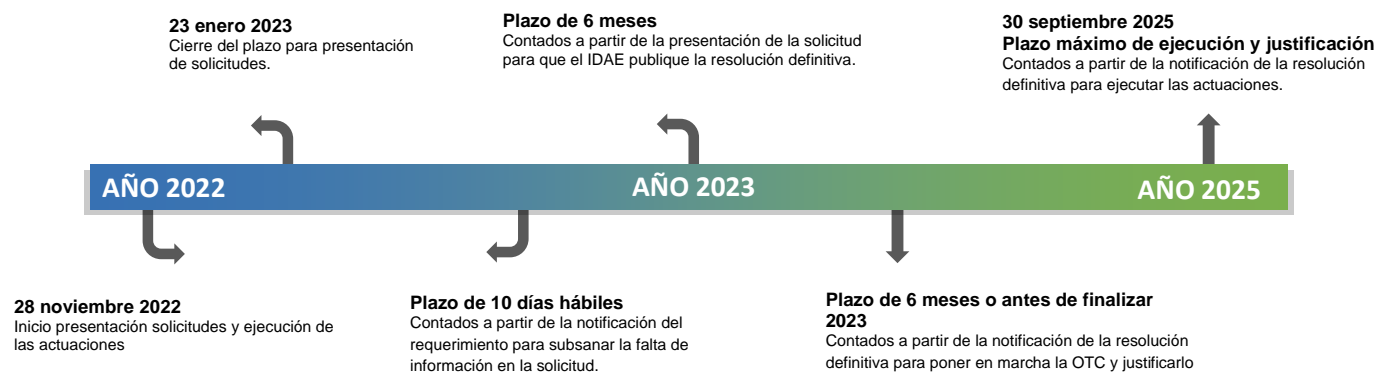 23 enero 2023
Cierre del plazo para presentación
de solicitudes.
Plazo de 6 meses
Contados a partir de la presentación de la solicitud
para que el IDAE publique la resolución definitiva.
30 septiembre 2025
Plazo máximo de ejecución y justificación
Contados a partir de la notificación de la resolución
definitiva para ejecutar las actuaciones.
AÑO 2022
AÑO 2023
AÑO 2025
28 noviembre 2022
Inicio presentación solicitudes y ejecución de
las actuaciones
Plazo de 10 días hábiles
Contados a partir de la notificación del
requerimiento para subsanar la falta de
información en la solicitud.
Plazo de 6 meses o antes de finalizar
2023
Contados a partir de la notificación de la resolución
definitiva para poner en marcha la OTC y justificarlo